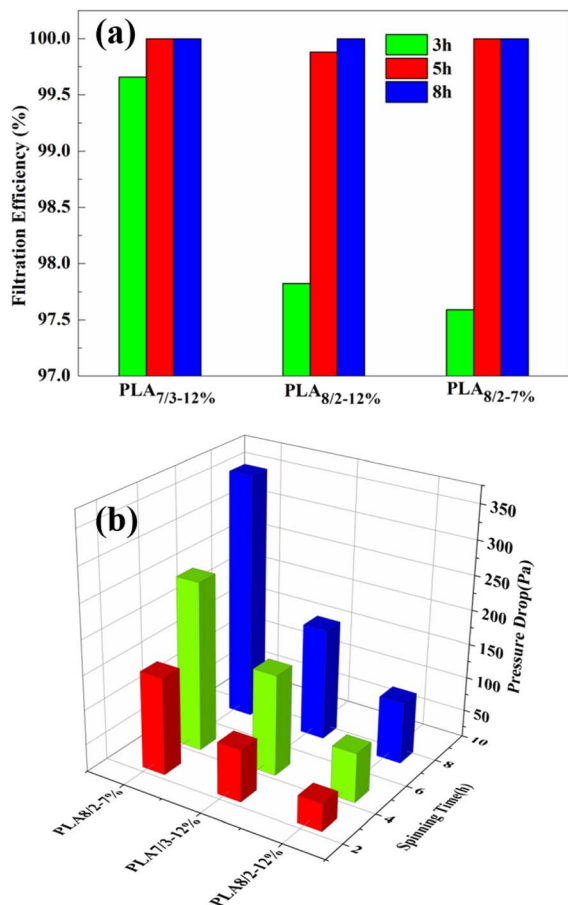 (a)
Filtration Efficiency (%)
100.0
99.5
99.0
98.5
98.0
97.5
97.0
3h
5h
8h
PLA7/3-12%
PLA8/2-12%
PLA8/2-7%
(b)
350
300
250
200
150
100
50
Pressure Drop(Pa)
10
8
6
4
2
Spinning Time(h)
PLA8/2-7%
PLA7/3-12%
PLA8/2-12%